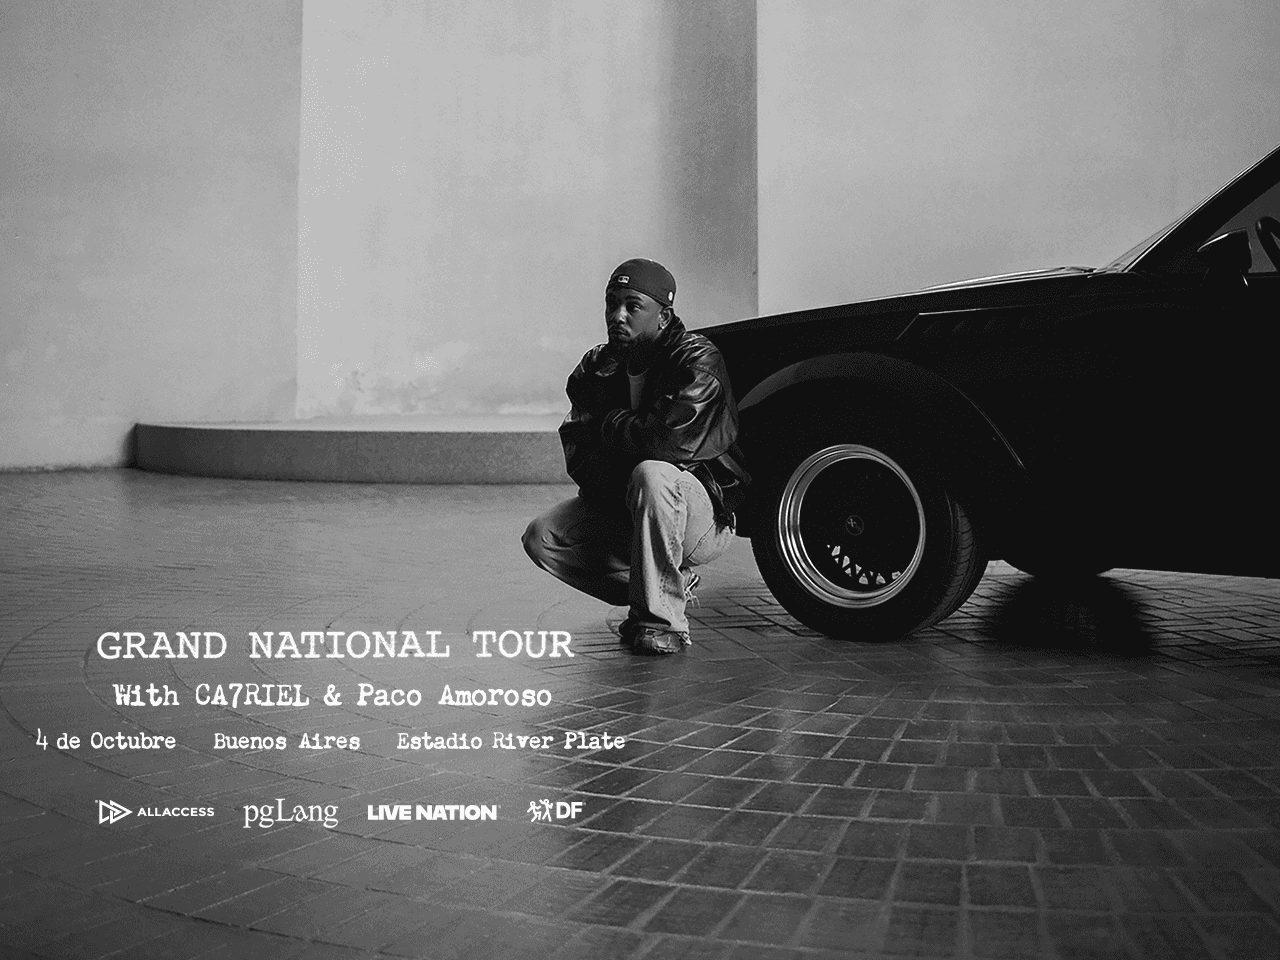 GRAND NATIONAL TOUR
With CA7RIEL & Paco Amoroso
4 de Octubre Buenos Aires Estadio River Plate
ALLACCESS pgLang LIVE NATION DF